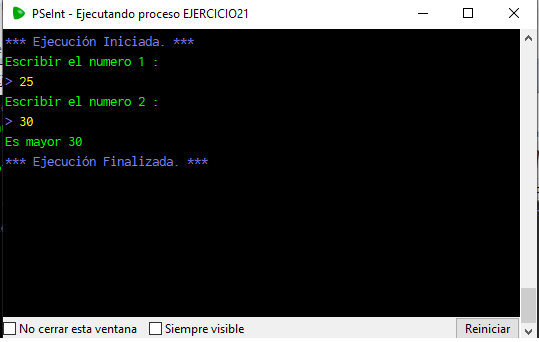 PSeInt - Ejecutando proceso EJERCICIO21
*** Ejecución Iniciada. ***
Escribir el numero 1 :
> 25
Escribir el numero 2 :
> 30
Es mayor 30
*** Ejecución Finalizada. ***
No cerrar esta ventana Siempre visible Reiniciar